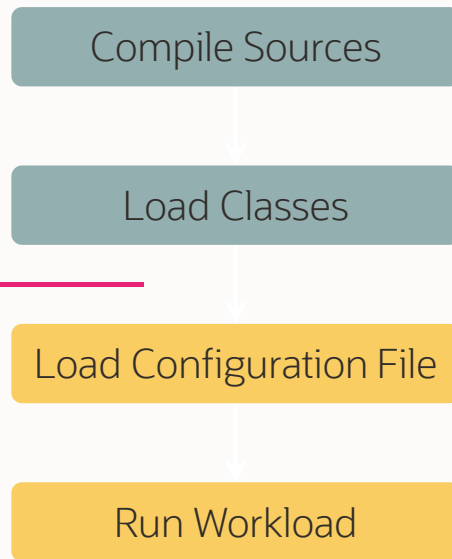 Compile Sources
Load Classes
Load Configuration File
Run Workload